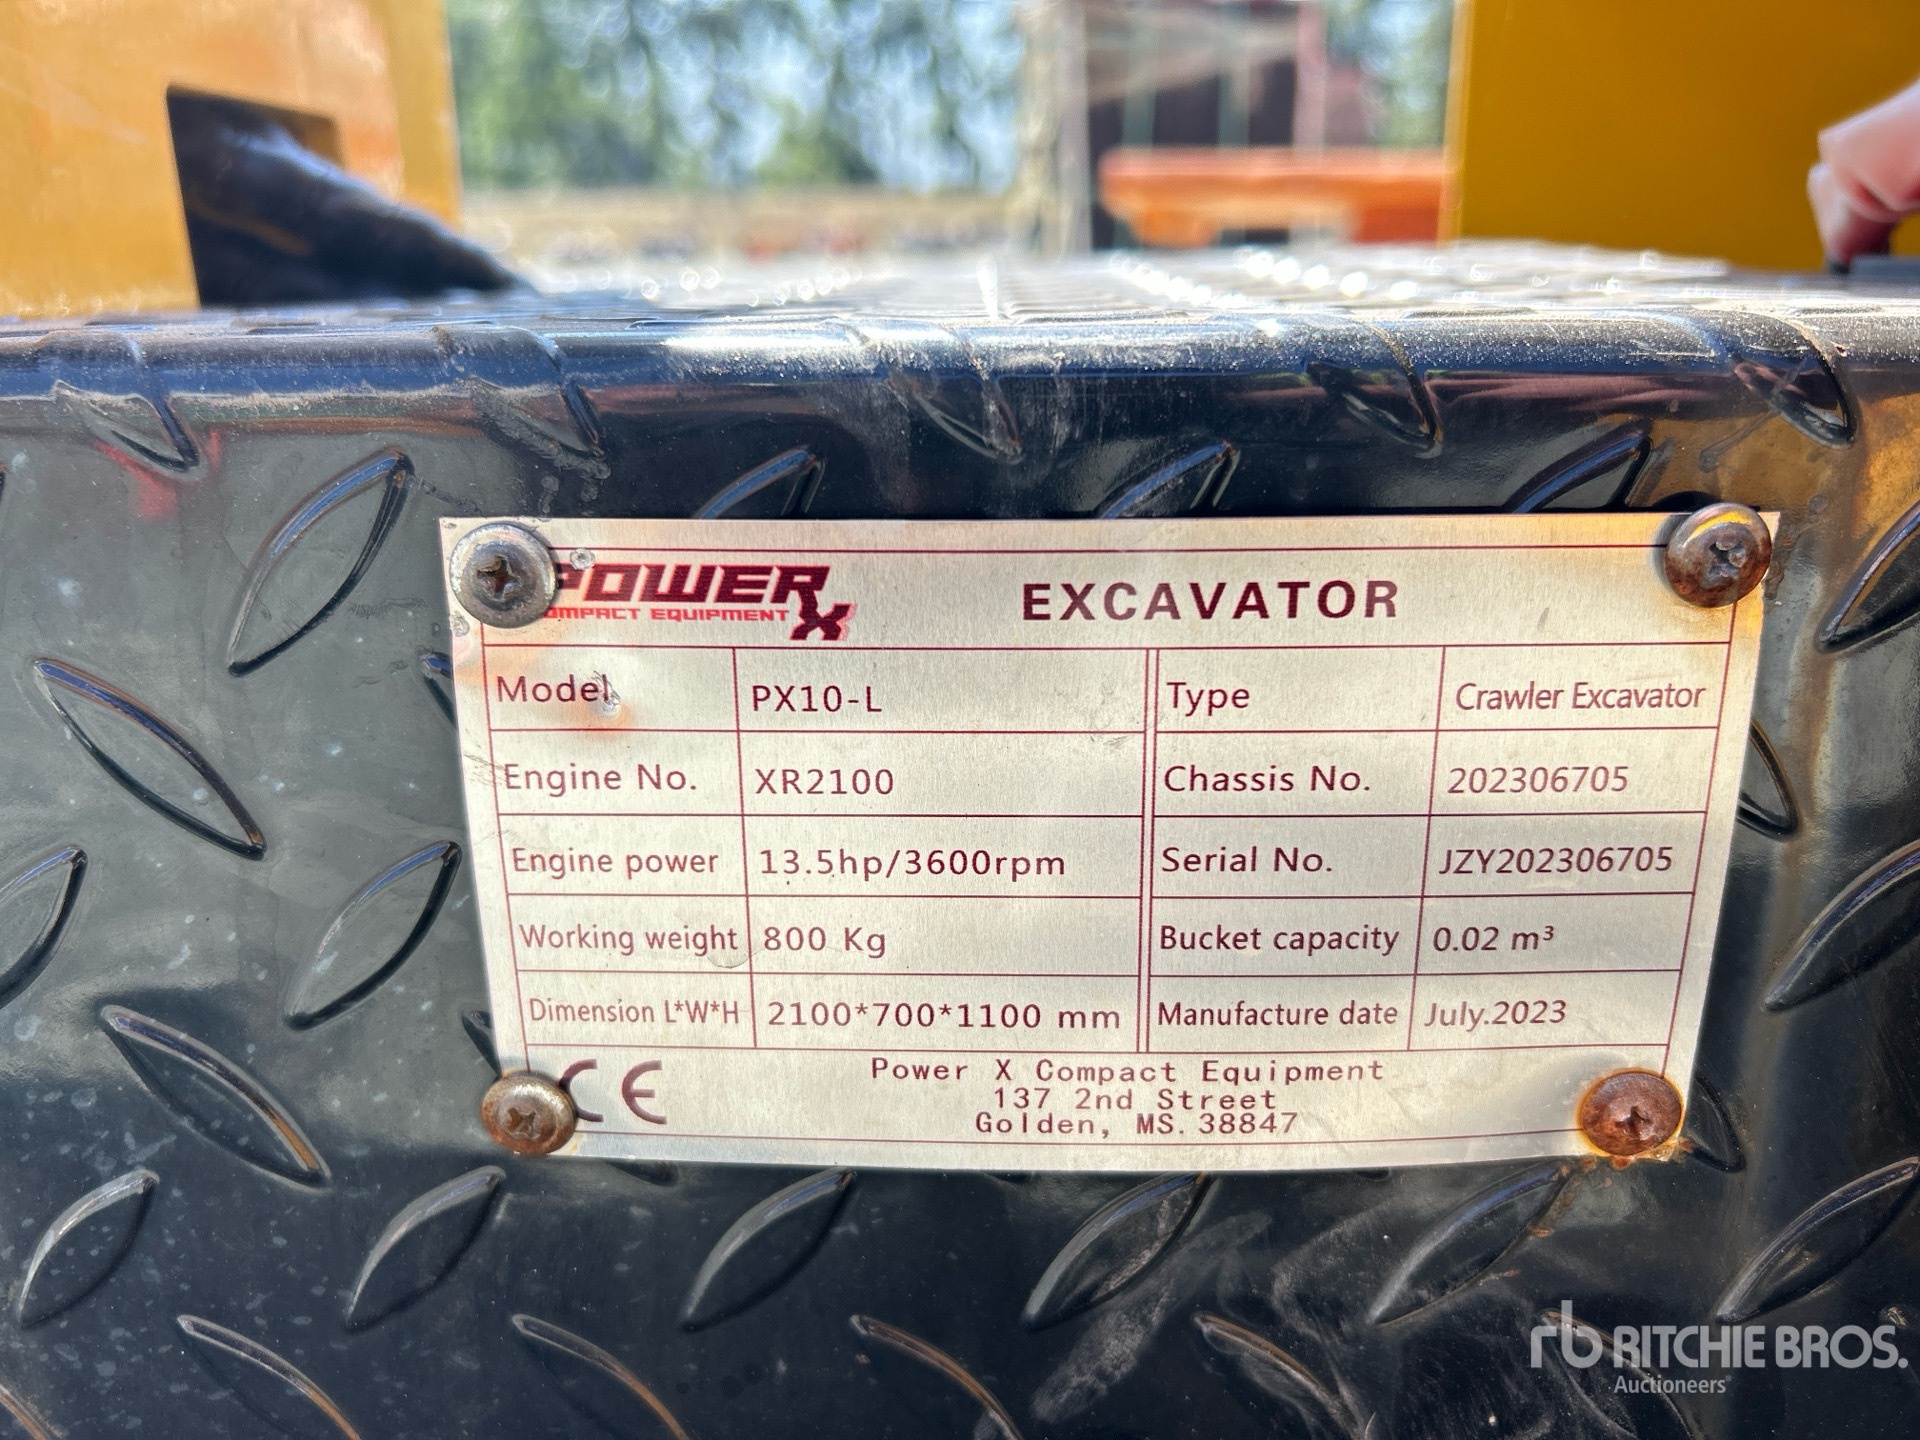 POWER X EXCAVATOR
COMPACT EQUIPMENT
Model PX10-L Type Crawler Excavator
Engine No. XR2100 Chassis No. 202306705
Engine power 13.5hp/3600rpm Serial No. JZY202306705
Working weight 800 Kg Bucket capacity 0.02 m³
Dimension L*W*H 2100*700*1100 mm Manufacture date July.2023
CE Power X Compact Equipment
137 2nd Street
Golden, MS. 38847
rb RITCHIE BROS.
Auctioneers